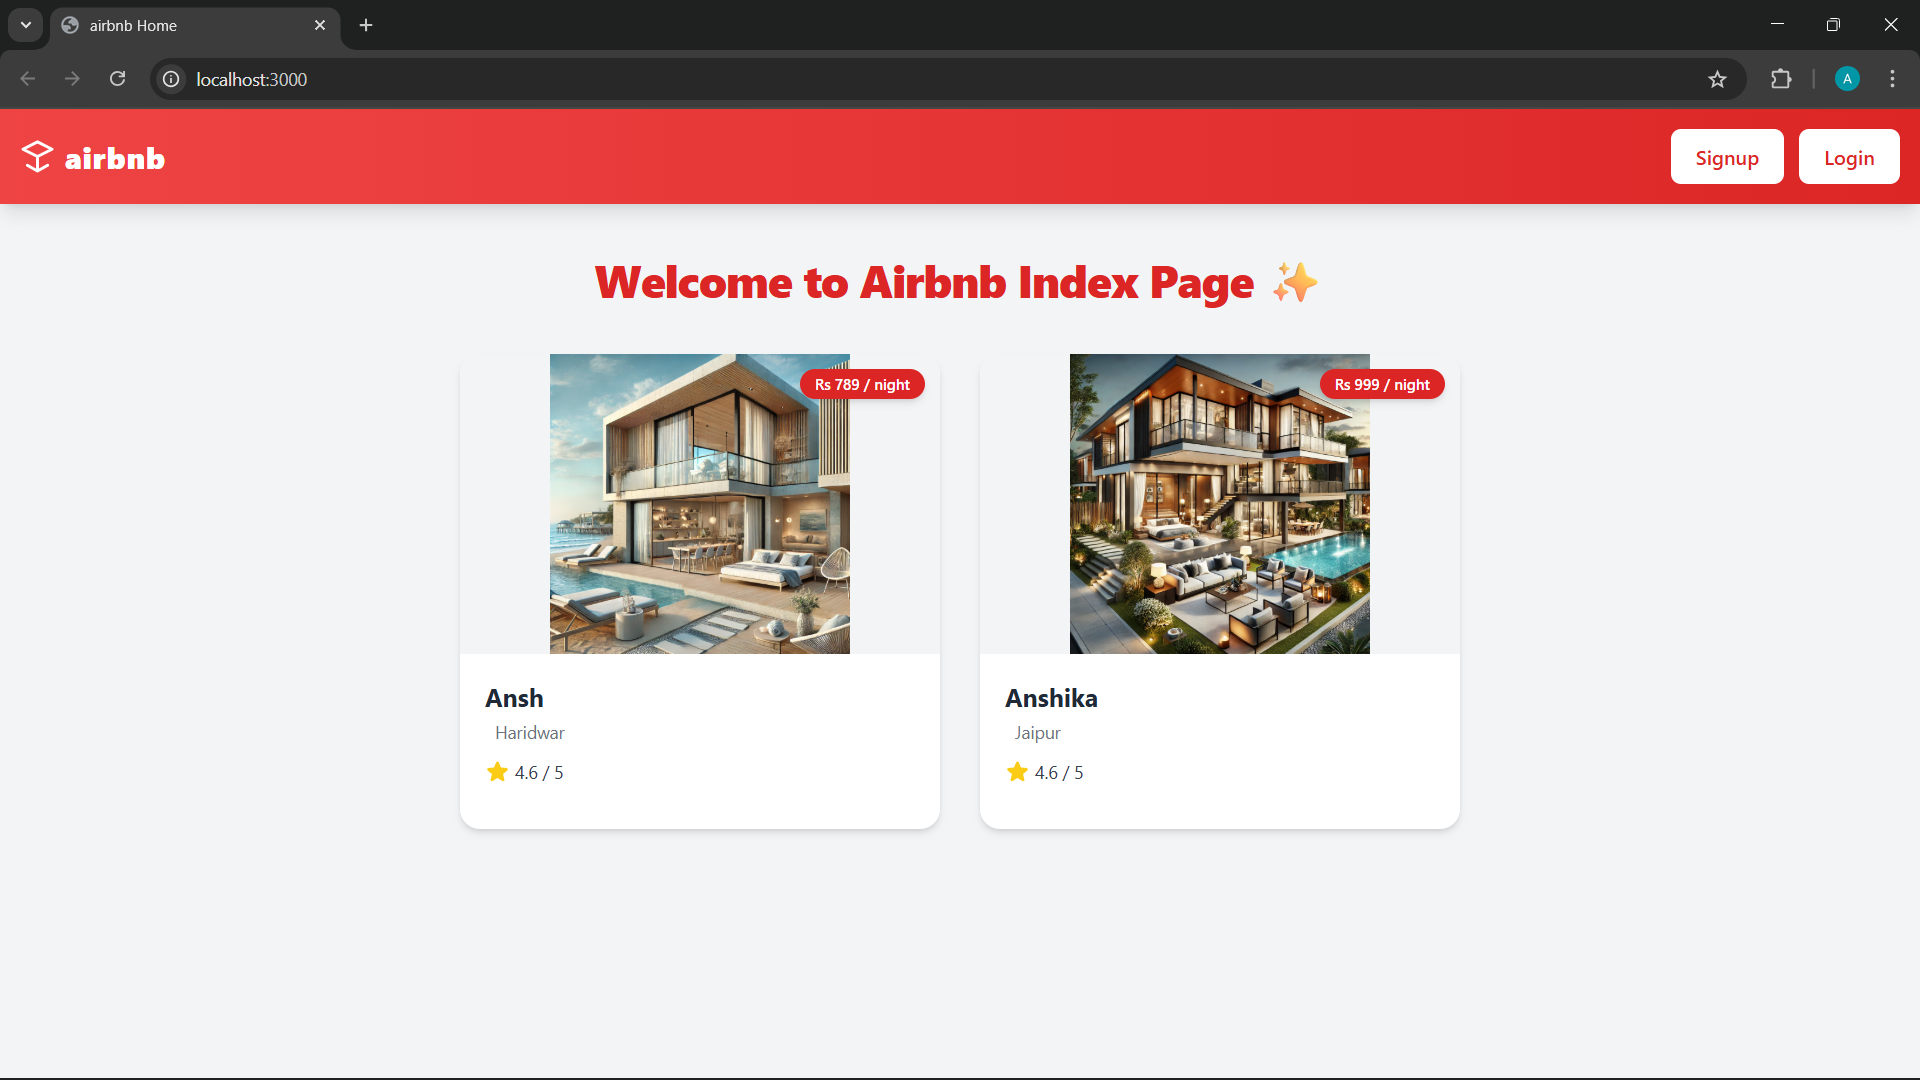 airbnb Home
localhost:3000
A
airbnb
Signup
Login
Welcome to Airbnb Index Page ✨
Rs 789 / night
Rs 999 / night
Ansh
Haridwar
⭐ 4.6 / 5
Anshika
Jaipur
⭐ 4.6 / 5